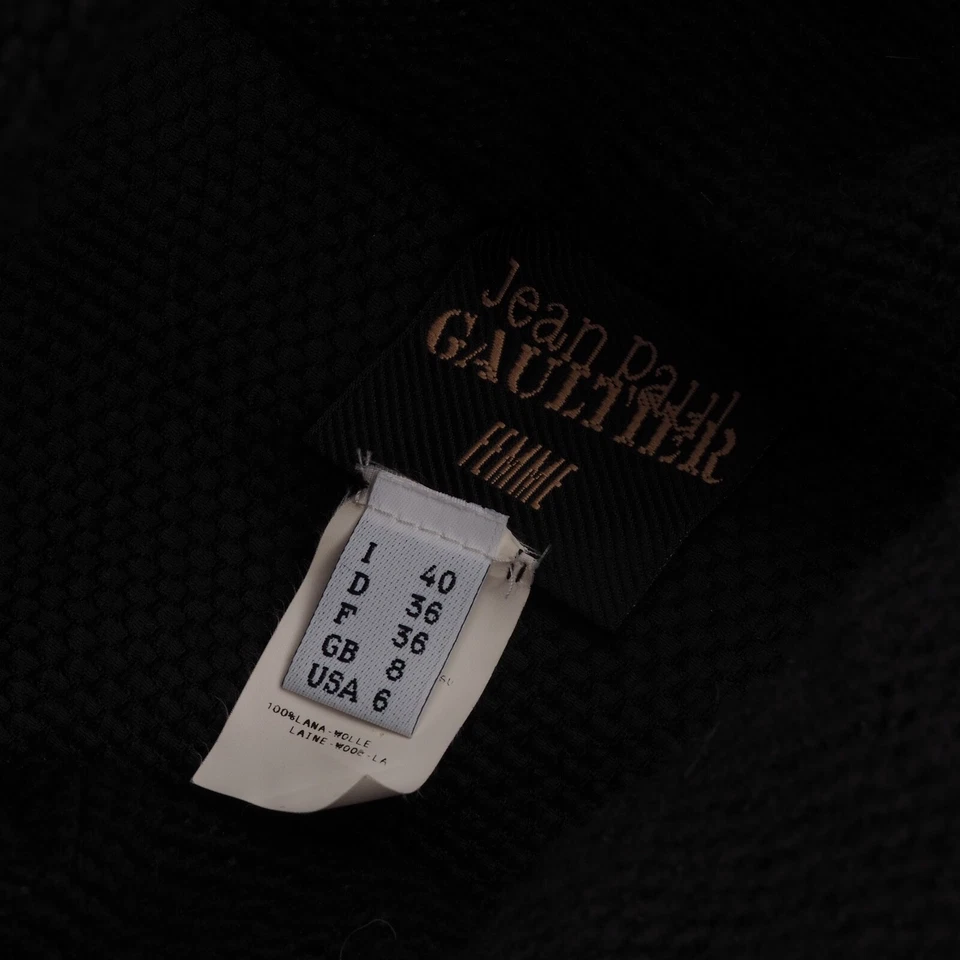 Jean Paul
GAULTIER
FEMME
I 40
D 36
F 36
GB 8
USA 6
100%LANA-WOLLE
LAINE-WOOL-LA